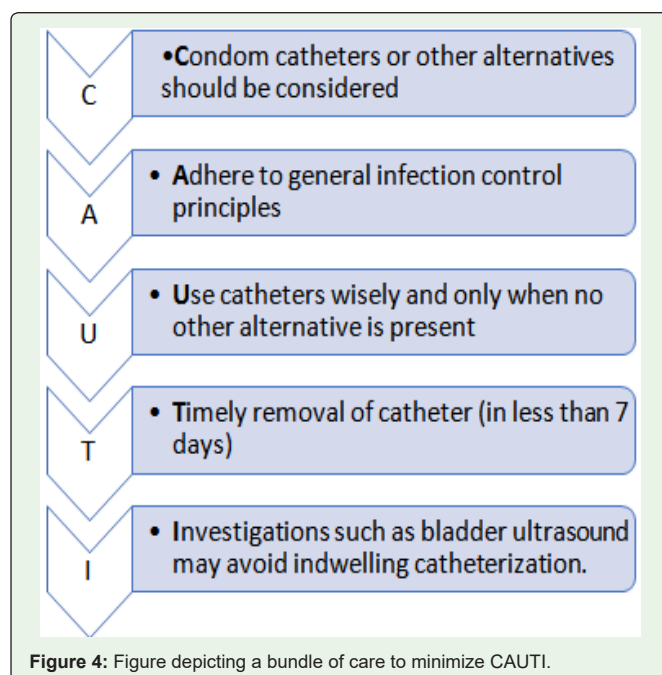 C
•Condom catheters or other alternatives
should be considered
A
• Adhere to general infection control
principles
U
• Use catheters wisely and only when no
other alternative is present
T
• Timely removal of catheter (in less than 7
days)
I
• Investigations such as bladder ultrasound
may avoid indwelling catheterization.
Figure 4: Figure depicting a bundle of care to minimize CAUTI.